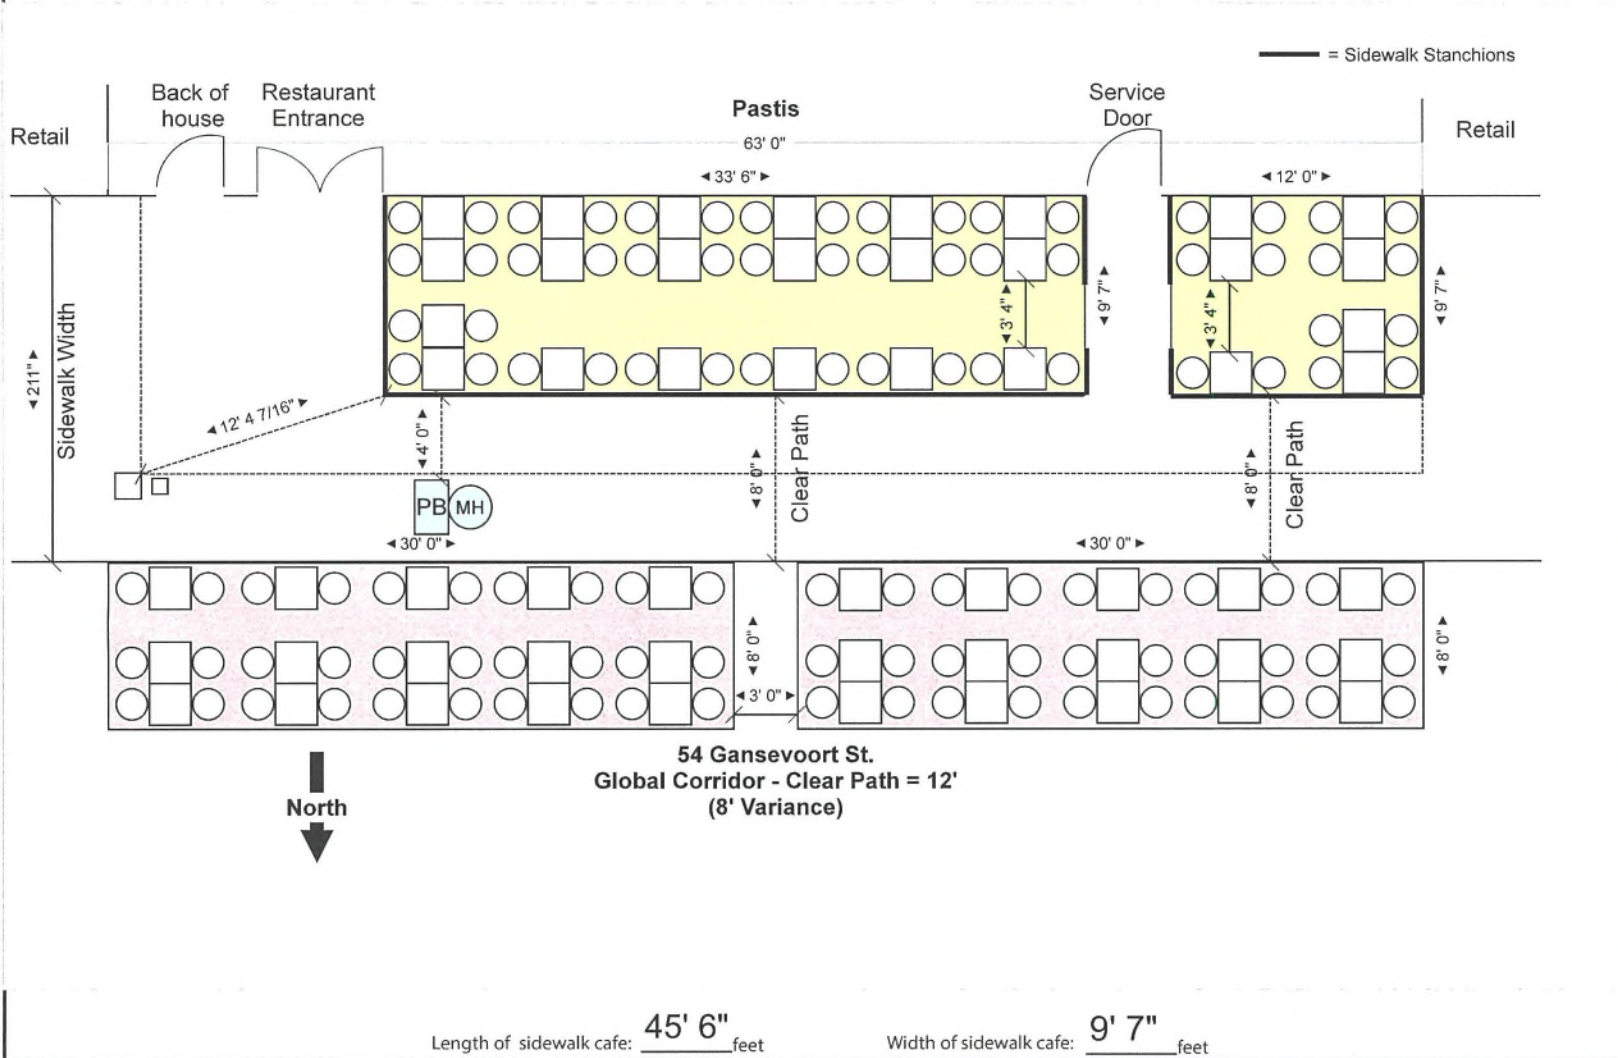 = Sidewalk Stanchions
Back of
house
Restaurant
Entrance
Pastis
Service
Door
Retail
Retail
63' 0"
33' 6"
12' 0"
3' 4"
9' 7"
3' 4"
9' 7"
211"
Sidewalk Width
12' 4 7/16"
4' 0"
8' 0"
Clear Path
8' 0"
Clear Path
PB
MH
30' 0"
30' 0"
8' 0"
8' 0"
3' 0"
54 Gansevoort St.
Global Corridor - Clear Path = 12'
(8' Variance)
North
Length of sidewalk cafe: 45' 6" feet
Width of sidewalk cafe: 9' 7" feet